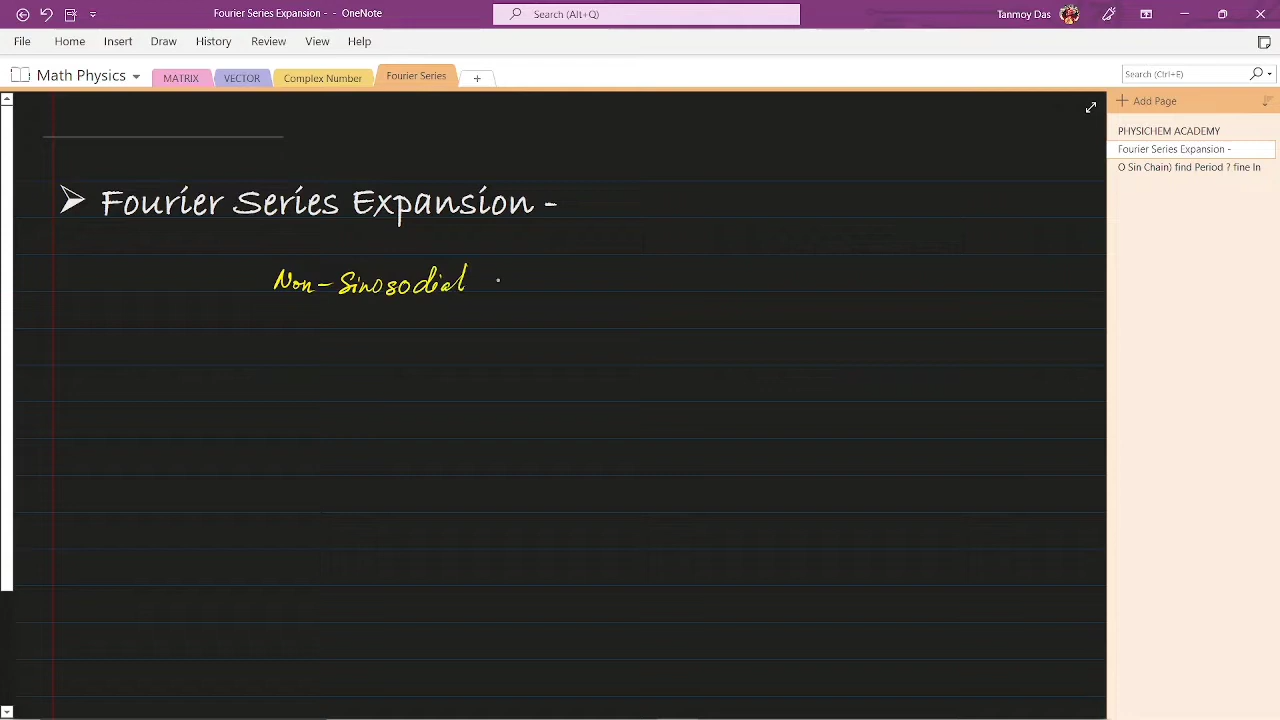 Fourier Series Expansion - - OneNote
Search (Alt+Q)
Tanmoy Das
File Home Insert Draw History Review View Help
Math Physics
MATRIX VECTOR Complex Number Fourier Series +
Search (Ctrl+E)
Add Page
PHYSICHEM ACADEMY
Fourier Series Expansion -
O Sin Chain) find Period ? fine In
➤ Fourier Series Expansion -
Non-Sinosodial